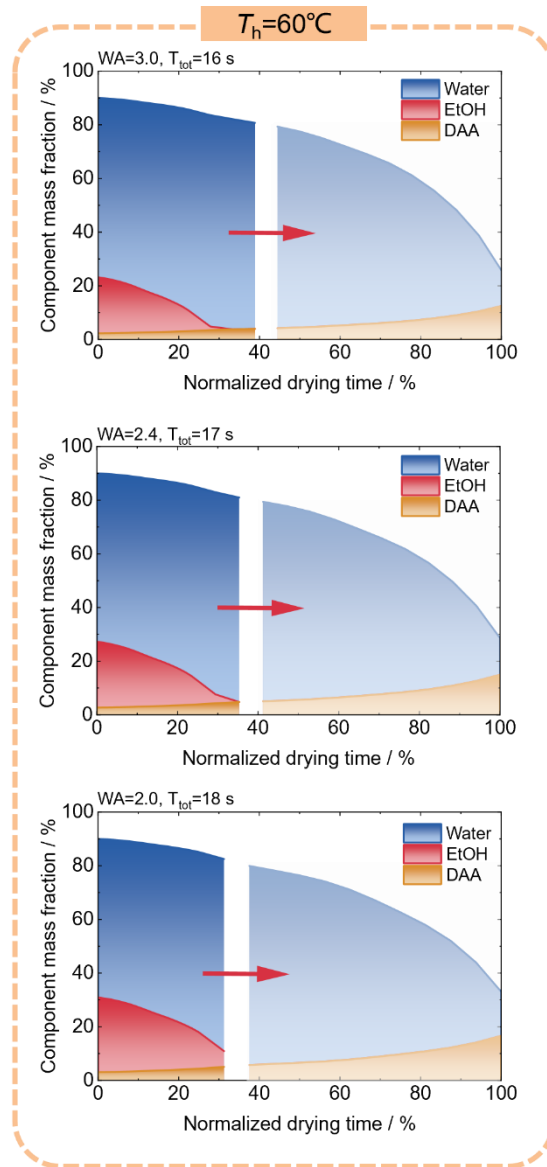 Th=60℃
WA=3.0, Ttot=16 s
Component mass fraction / %
100
80
60
40
20
0
Water
EtOH
DAA
0 20 40 60 80 100
Normalized drying time / %
WA=2.4, Ttot=17 s
Component mass fraction / %
100
80
60
40
20
0
Water
EtOH
DAA
0 20 40 60 80 100
Normalized drying time / %
WA=2.0, Ttot=18 s
Component mass fraction / %
100
80
60
40
20
0
Water
EtOH
DAA
0 20 40 60 80 100
Normalized drying time / %